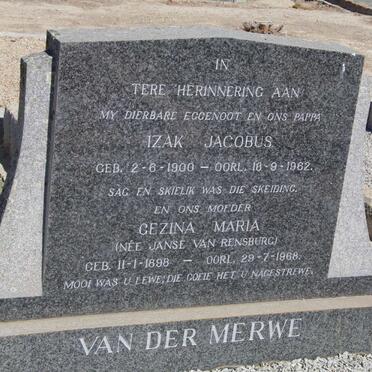 IN
TERE HERINNERING AAN
MY DIERBARE EGGENOOT EN ONS PAPPA
IZAK JACOBUS
GEB. 2-6-1900 — OORL. 18-9-1962.
SAG EN SKIELIK WAS DIE SKEIDING.
EN ONS MOEDER
GEZINA MARIA
(NÉE JANSE VAN RENSBURG)
GEB. 11-1-1898 — OORL. 29-7-1968.
MOOI WAS U LEWE; DIE GOEIE HET U NAGESTREWE.
VAN DER MERWE